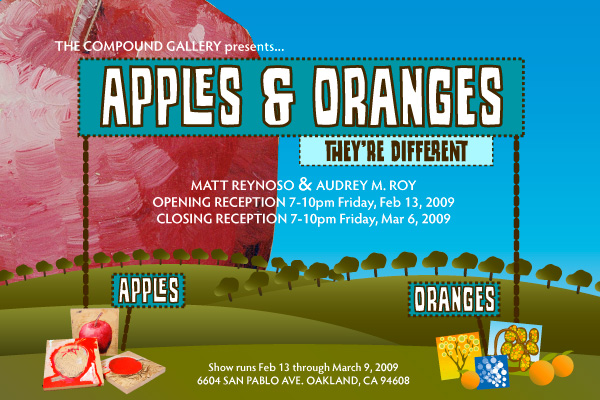 THE COMPOUND GALLERY presents...
APPLES & ORANGES
THEY'RE DIFFERENT
MATT REYNOSO & AUDREY M. ROY
OPENING RECEPTION 7-10pm Friday, Feb 13, 2009
CLOSING RECEPTION 7-10pm Friday, Mar 6, 2009
APPLES
ORANGES
Show runs Feb 13 through March 9, 2009
6604 SAN PABLO AVE. OAKLAND, CA 94608